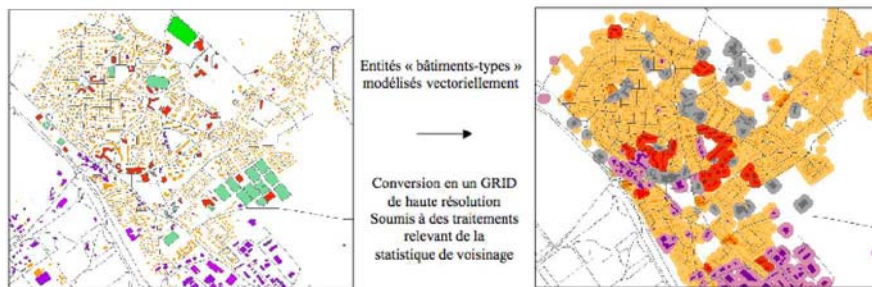 Entités « bâtiments-types »
modélisés vectoriellement
Conversion en un GRID
de haute résolution
Soumis à des traitements
relevant de la
statistique de voisinage